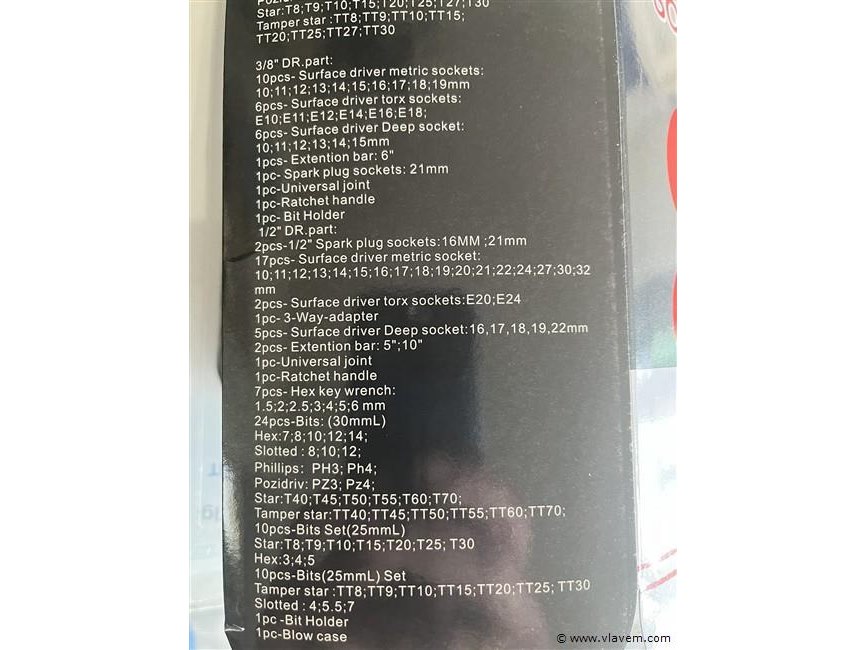 Star:T8;T9;T10;T15;T20;T25;T27;T30
Tamper star :TT8;TT9;TT10;TT15;
TT20;TT25;TT27;TT30
3/8" DR.part:
10pcs- Surface driver metric sockets:
10;11;12;13;14;15;16;17;18;19mm
6pcs- Surface driver torx sockets:
E10;E11;E12;E14;E16;E18;
6pcs- Surface driver Deep socket:
10;11;12;13;14;15mm
1pcs- Extention bar: 6"
1pc- Spark plug sockets: 21mm
1pc-Universal joint
1pc-Ratchet handle
1pc- Bit Holder
1/2" DR.part:
2pcs-1/2" Spark plug sockets:16MM ;21mm
17pcs- Surface driver metric socket:
10;11;12;13;14;15;16;17;18;19;20;21;22;24;27;30;32
mm
2pcs- Surface driver torx sockets:E20;E24
1pc- 3-Way-adapter
5pcs- Surface driver Deep socket:16,17,18,19,22mm
2pcs- Extention bar: 5";10"
1pc-Universal joint
1pc-Ratchet handle
7pcs- Hex key wrench:
1.5;2;2.5;3;4;5;6 mm
24pcs-Bits: (30mmL)
Hex:7;8;10;12;14;
Slotted : 8;10;12;
Phillips: PH3; Ph4;
Pozidriv: PZ3; Pz4;
Star:T40;T45;T50;T55;T60;T70;
Tamper star:TT40;TT45;TT50;TT55;TT60;TT70;
10pcs-Bits Set(25mmL)
Star:T8;T9;T10;T15;T20;T25; T30
Hex:3;4;5
10pcs-Bits(25mmL) Set
Tamper star :TT8;TT9;TT10;TT15;TT20;TT25; TT30
Slotted : 4;5.5;7
1pc -Bit Holder
1pc-Blow case
© www.vlavem.com